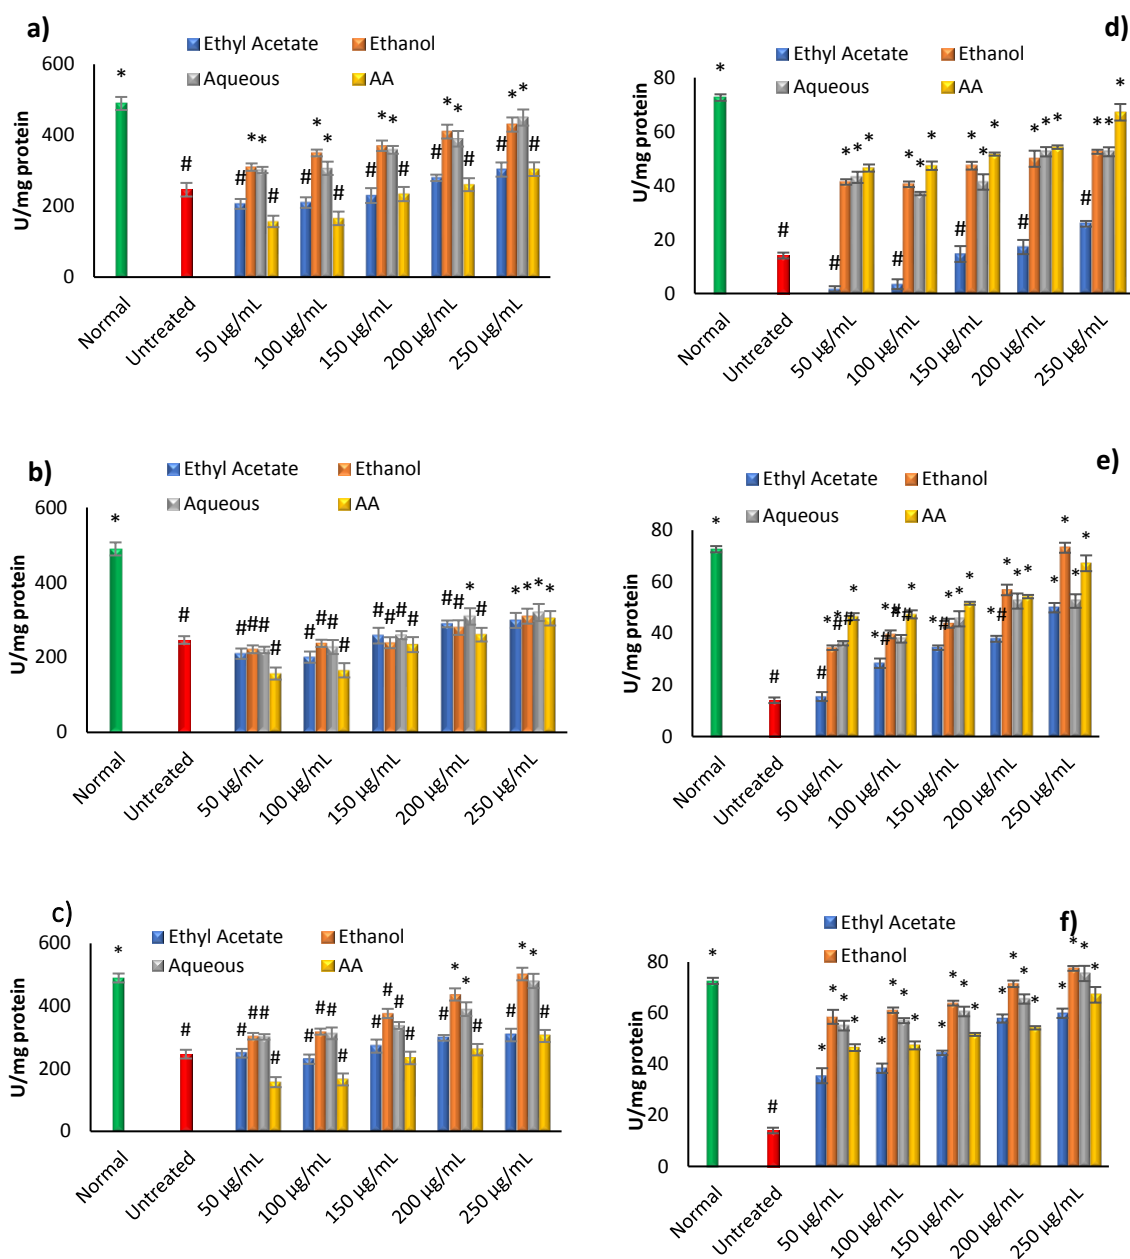 a)
Ethyl Acetate Ethanol
Aqueous AA
U/mg protein
600
400
200
0
* # # * * # # * * # # * * # # * * # # * * #
Normal Untreated 50 µg/mL 100 µg/mL 150 µg/mL 200 µg/mL 250 µg/mL
d)
Ethyl Acetate Ethanol
Aqueous AA
U/mg protein
80
60
40
20
0
* # # * * * # * * * # * * * # * * * # * * *
Normal Untreated 50 µg/mL 100 µg/mL 150 µg/mL 200 µg/mL 250 µg/mL
b)
Ethyl Acetate Ethanol
Aqueous AA
U/mg protein
600
400
200
0
* # # # # # # # # # # # # # # # * # * * * *
Normal Untreated 50 µg/mL 100 µg/mL 150 µg/mL 200 µg/mL 250 µg/mL
e)
Ethyl Acetate Ethanol
Aqueous AA
U/mg protein
80
60
40
20
0
Normal Untreated 50 µg/mL 100 µg/mL 150 µg/mL 200 µg/mL 250 µg/mL
c)
Ethyl Acetate Ethanol
Aqueous AA
U/mg protein
600
400
200
0
* # # # # # # # # # # # # # # * * # # * * #
Normal Untreated 50 µg/mL 100 µg/mL 150 µg/mL 200 µg/mL 250 µg/mL
f)
Ethyl Acetate
Ethanol
U/mg protein
80
60
40
20
0
* # * * * * * * * * * * * * * * * * * * * *
Normal Untreated 50 µg/mL 100 µg/mL 150 µg/mL 200 µg/mL 250 µg/mL